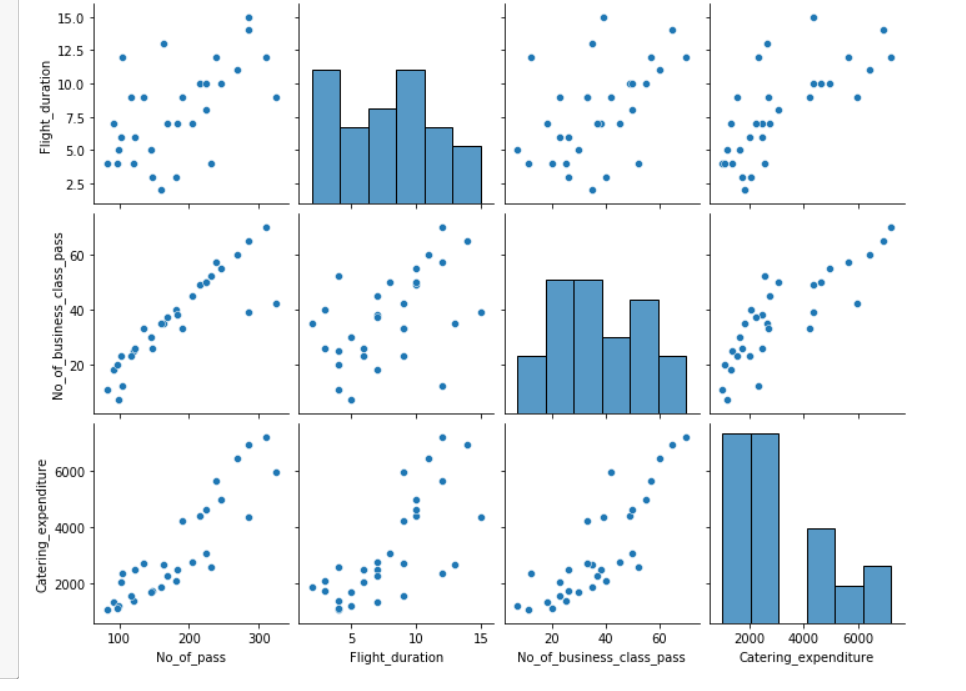 15.0
12.5
10.0
7.5
5.0
2.5
Flight_duration
60
40
20
No_of_business_class_pass
6000
4000
2000
Catering_expenditure
100 200 300 5 10 15 20 40 60 2000 4000 6000
No_of_pass Flight_duration No_of_business_class_pass Catering_expenditure